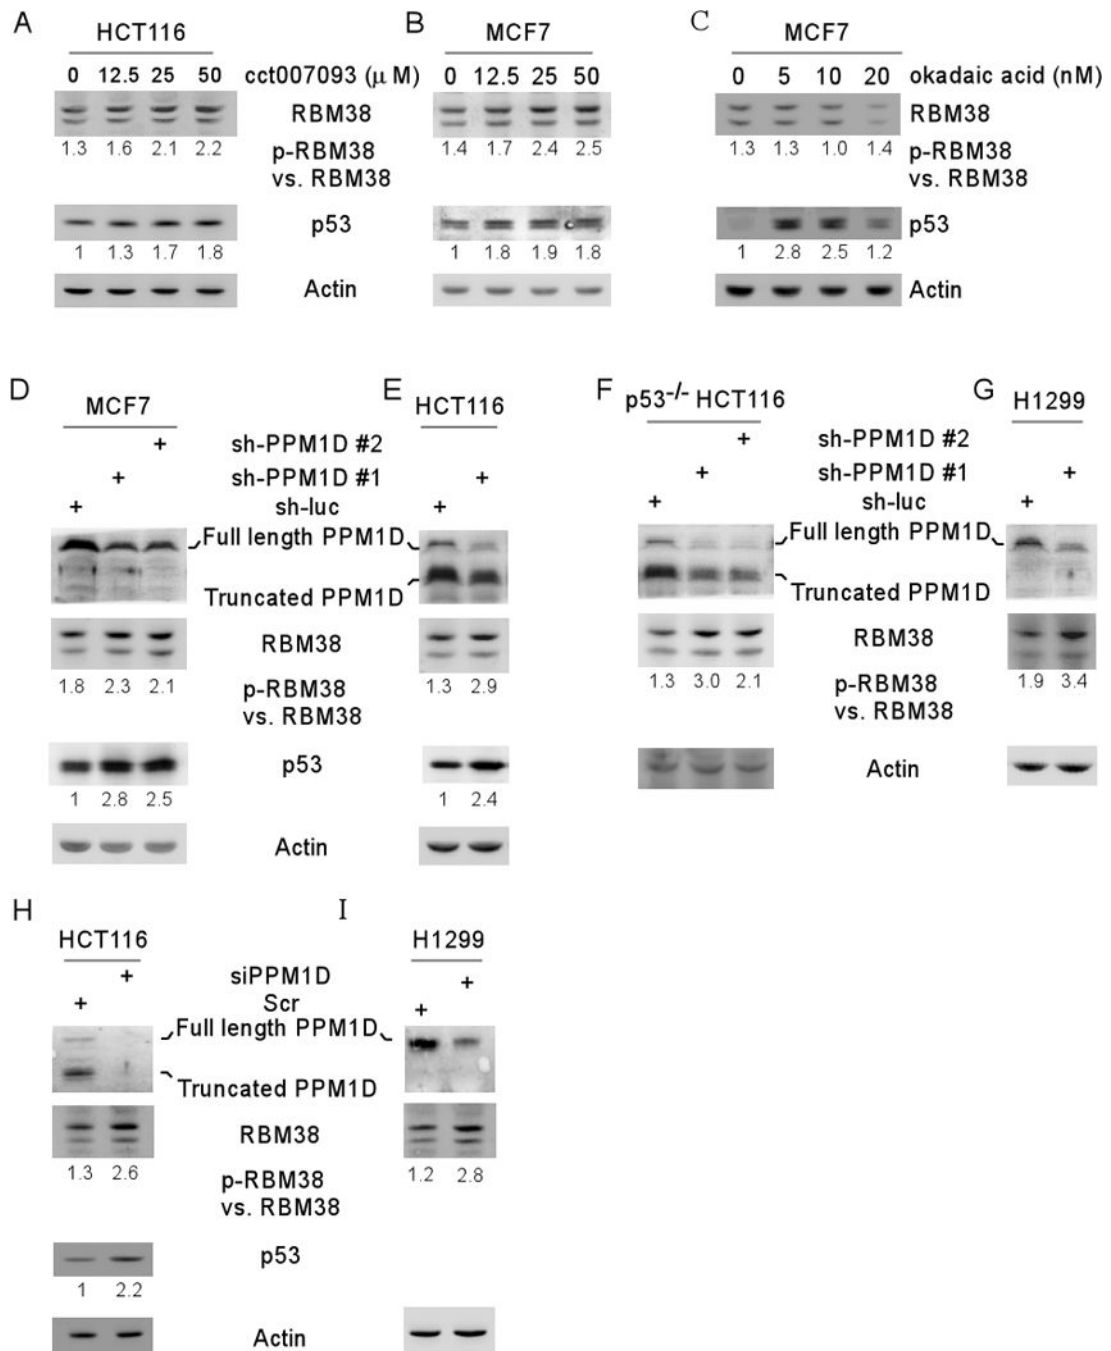 A
HCT116
0 12.5 25 50
cct007093 (μ M)
RBM38
1.3 1.6 2.1 2.2
p-RBM38
vs. RBM38
p53
1 1.3 1.7 1.8
Actin
B
MCF7
0 12.5 25 50
1.4 1.7 2.4 2.5
1 1.8 1.9 1.8
C
MCF7
0 5 10 20
okadaic acid (nM)
RBM38
1.3 1.3 1.0 1.4
p-RBM38
vs. RBM38
p53
1 2.8 2.5 1.2
Actin
D
MCF7
+ sh-PPM1D #2
+ sh-PPM1D #1
+ sh-luc
Full length PPM1D
Truncated PPM1D
RBM38
1.8 2.3 2.1
p-RBM38
vs. RBM38
p53
1 2.8 2.5
Actin
E
HCT116
+
+
1.3 2.9
1 2.4
F
p53-/- HCT116
+ sh-PPM1D #2
+ sh-PPM1D #1
+ sh-luc
Full length PPM1D
Truncated PPM1D
RBM38
1.3 3.0 2.1
p-RBM38
vs. RBM38
Actin
G
H1299
+
+
1.9 3.4
H
HCT116
+ siPPM1D
+ Scr
Full length PPM1D
Truncated PPM1D
RBM38
1.3 2.6
p-RBM38
vs. RBM38
p53
1 2.2
Actin
I
H1299
+
+
1.2 2.8